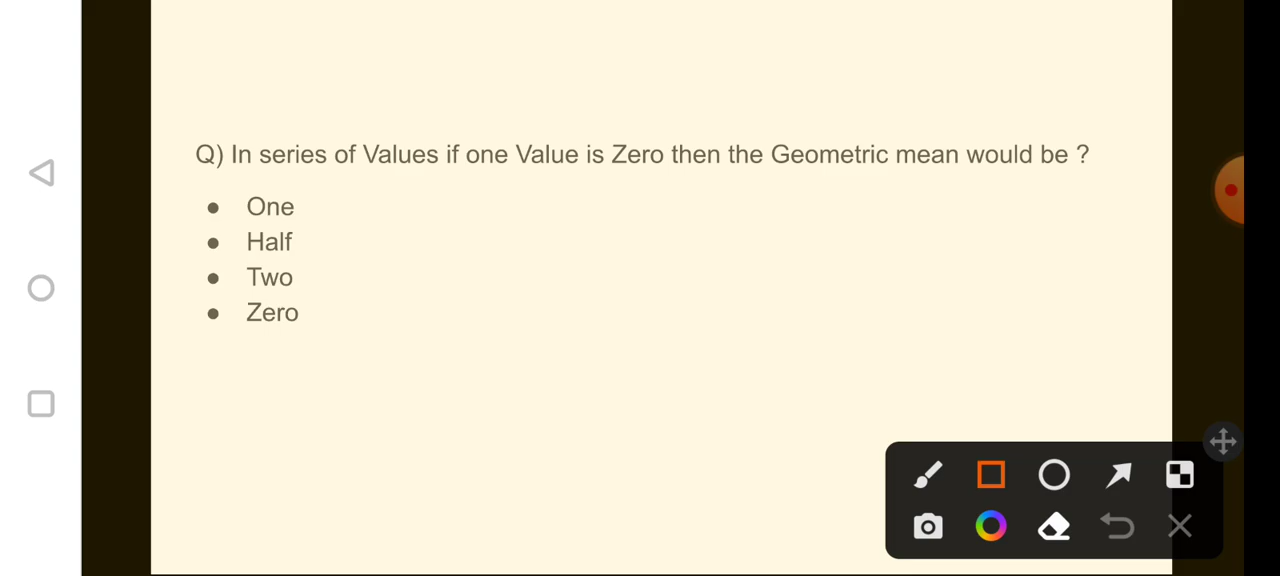 Q) In series of Values if one Value is Zero then the Geometric mean would be ?
● One
● Half
● Two
● Zero